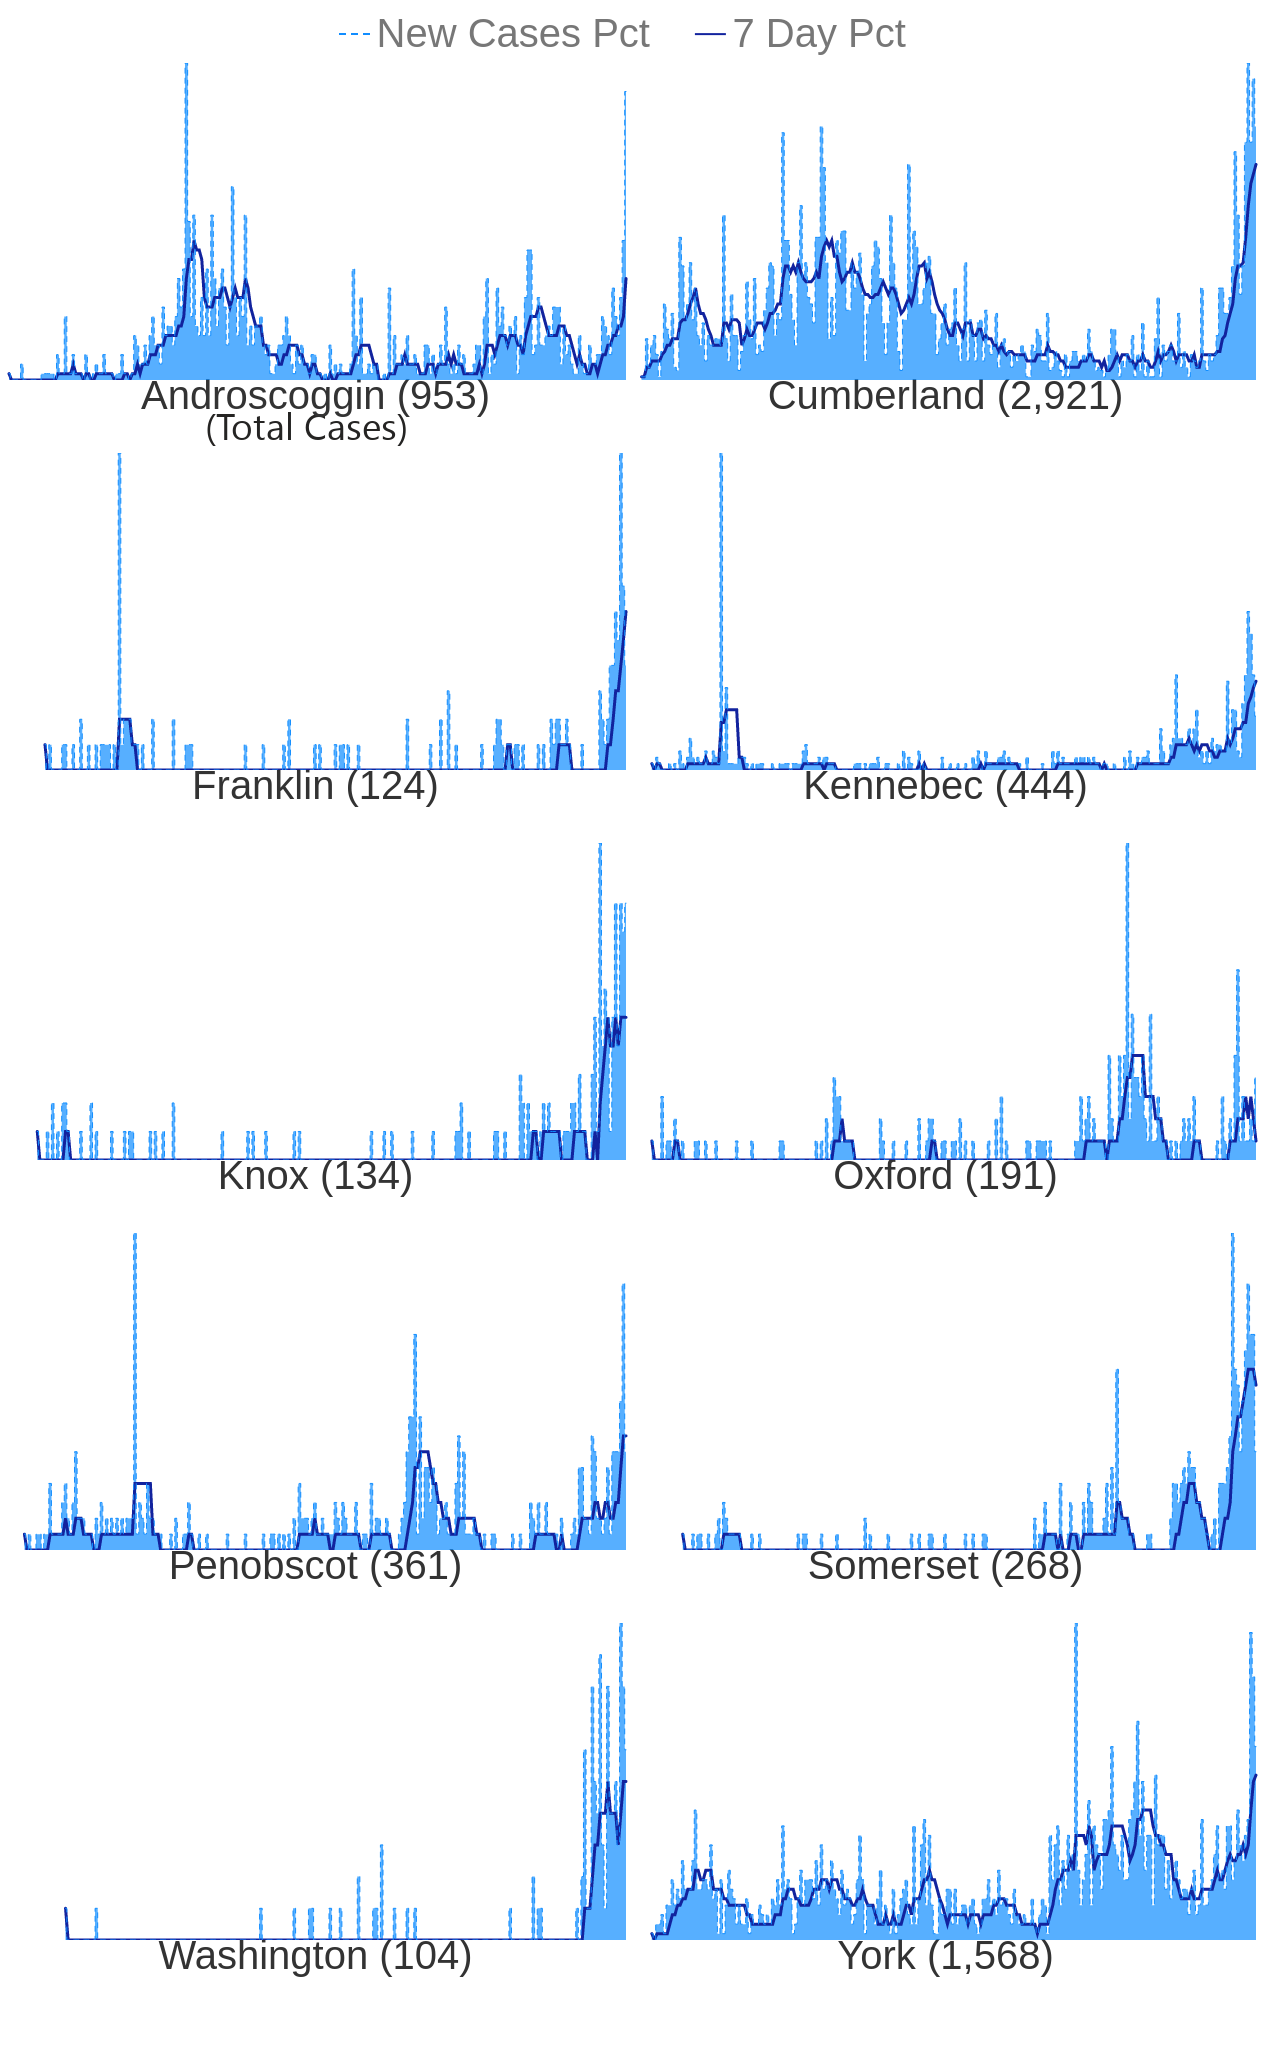 New Cases Pct 7 Day Pct
Androscoggin (953) Cumberland (2,921)
(Total Cases)
Franklin (124) Kennebec (444)
Knox (134) Oxford (191)
Penobscot (361) Somerset (268)
Washington (104) York (1,568)